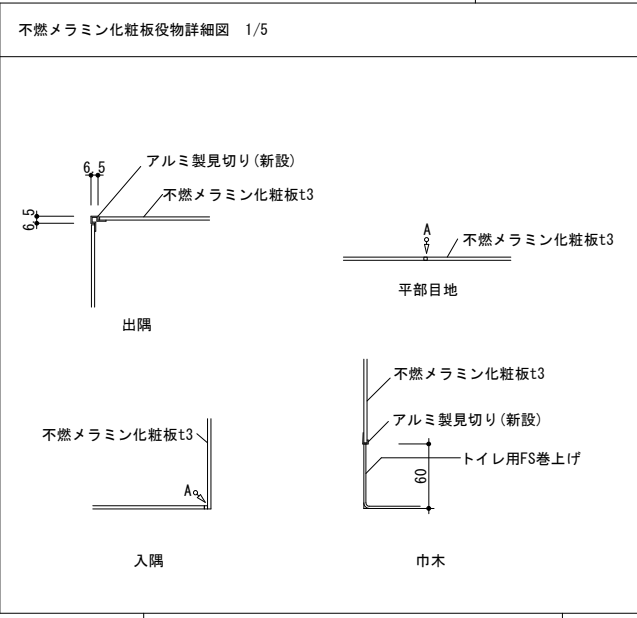 不燃メラミン化粧板役物詳細図 1/5
6.5
アルミ製見切り(新設)
不燃メラミン化粧板t3
6.5
出隅
A
不燃メラミン化粧板t3
平部目地
不燃メラミン化粧板t3
A
入隅
不燃メラミン化粧板t3
アルミ製見切り(新設)
トイレ用FS巻上げ
60
巾木